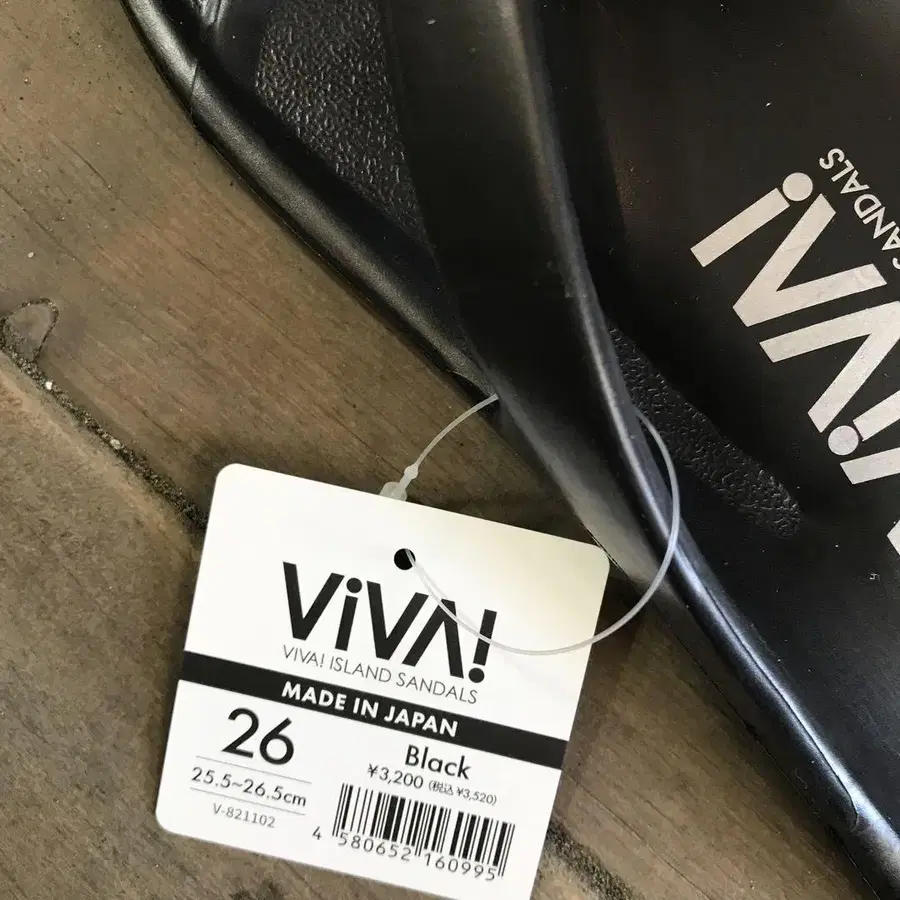 ViVA!
VIVA! ISLAND SANDALS
MADE IN JAPAN
26
25.5~26.5cm
V-821102
Black
¥3,200 (税込 ¥3,520)
4 580652 160995
ViVA!
SANDALS